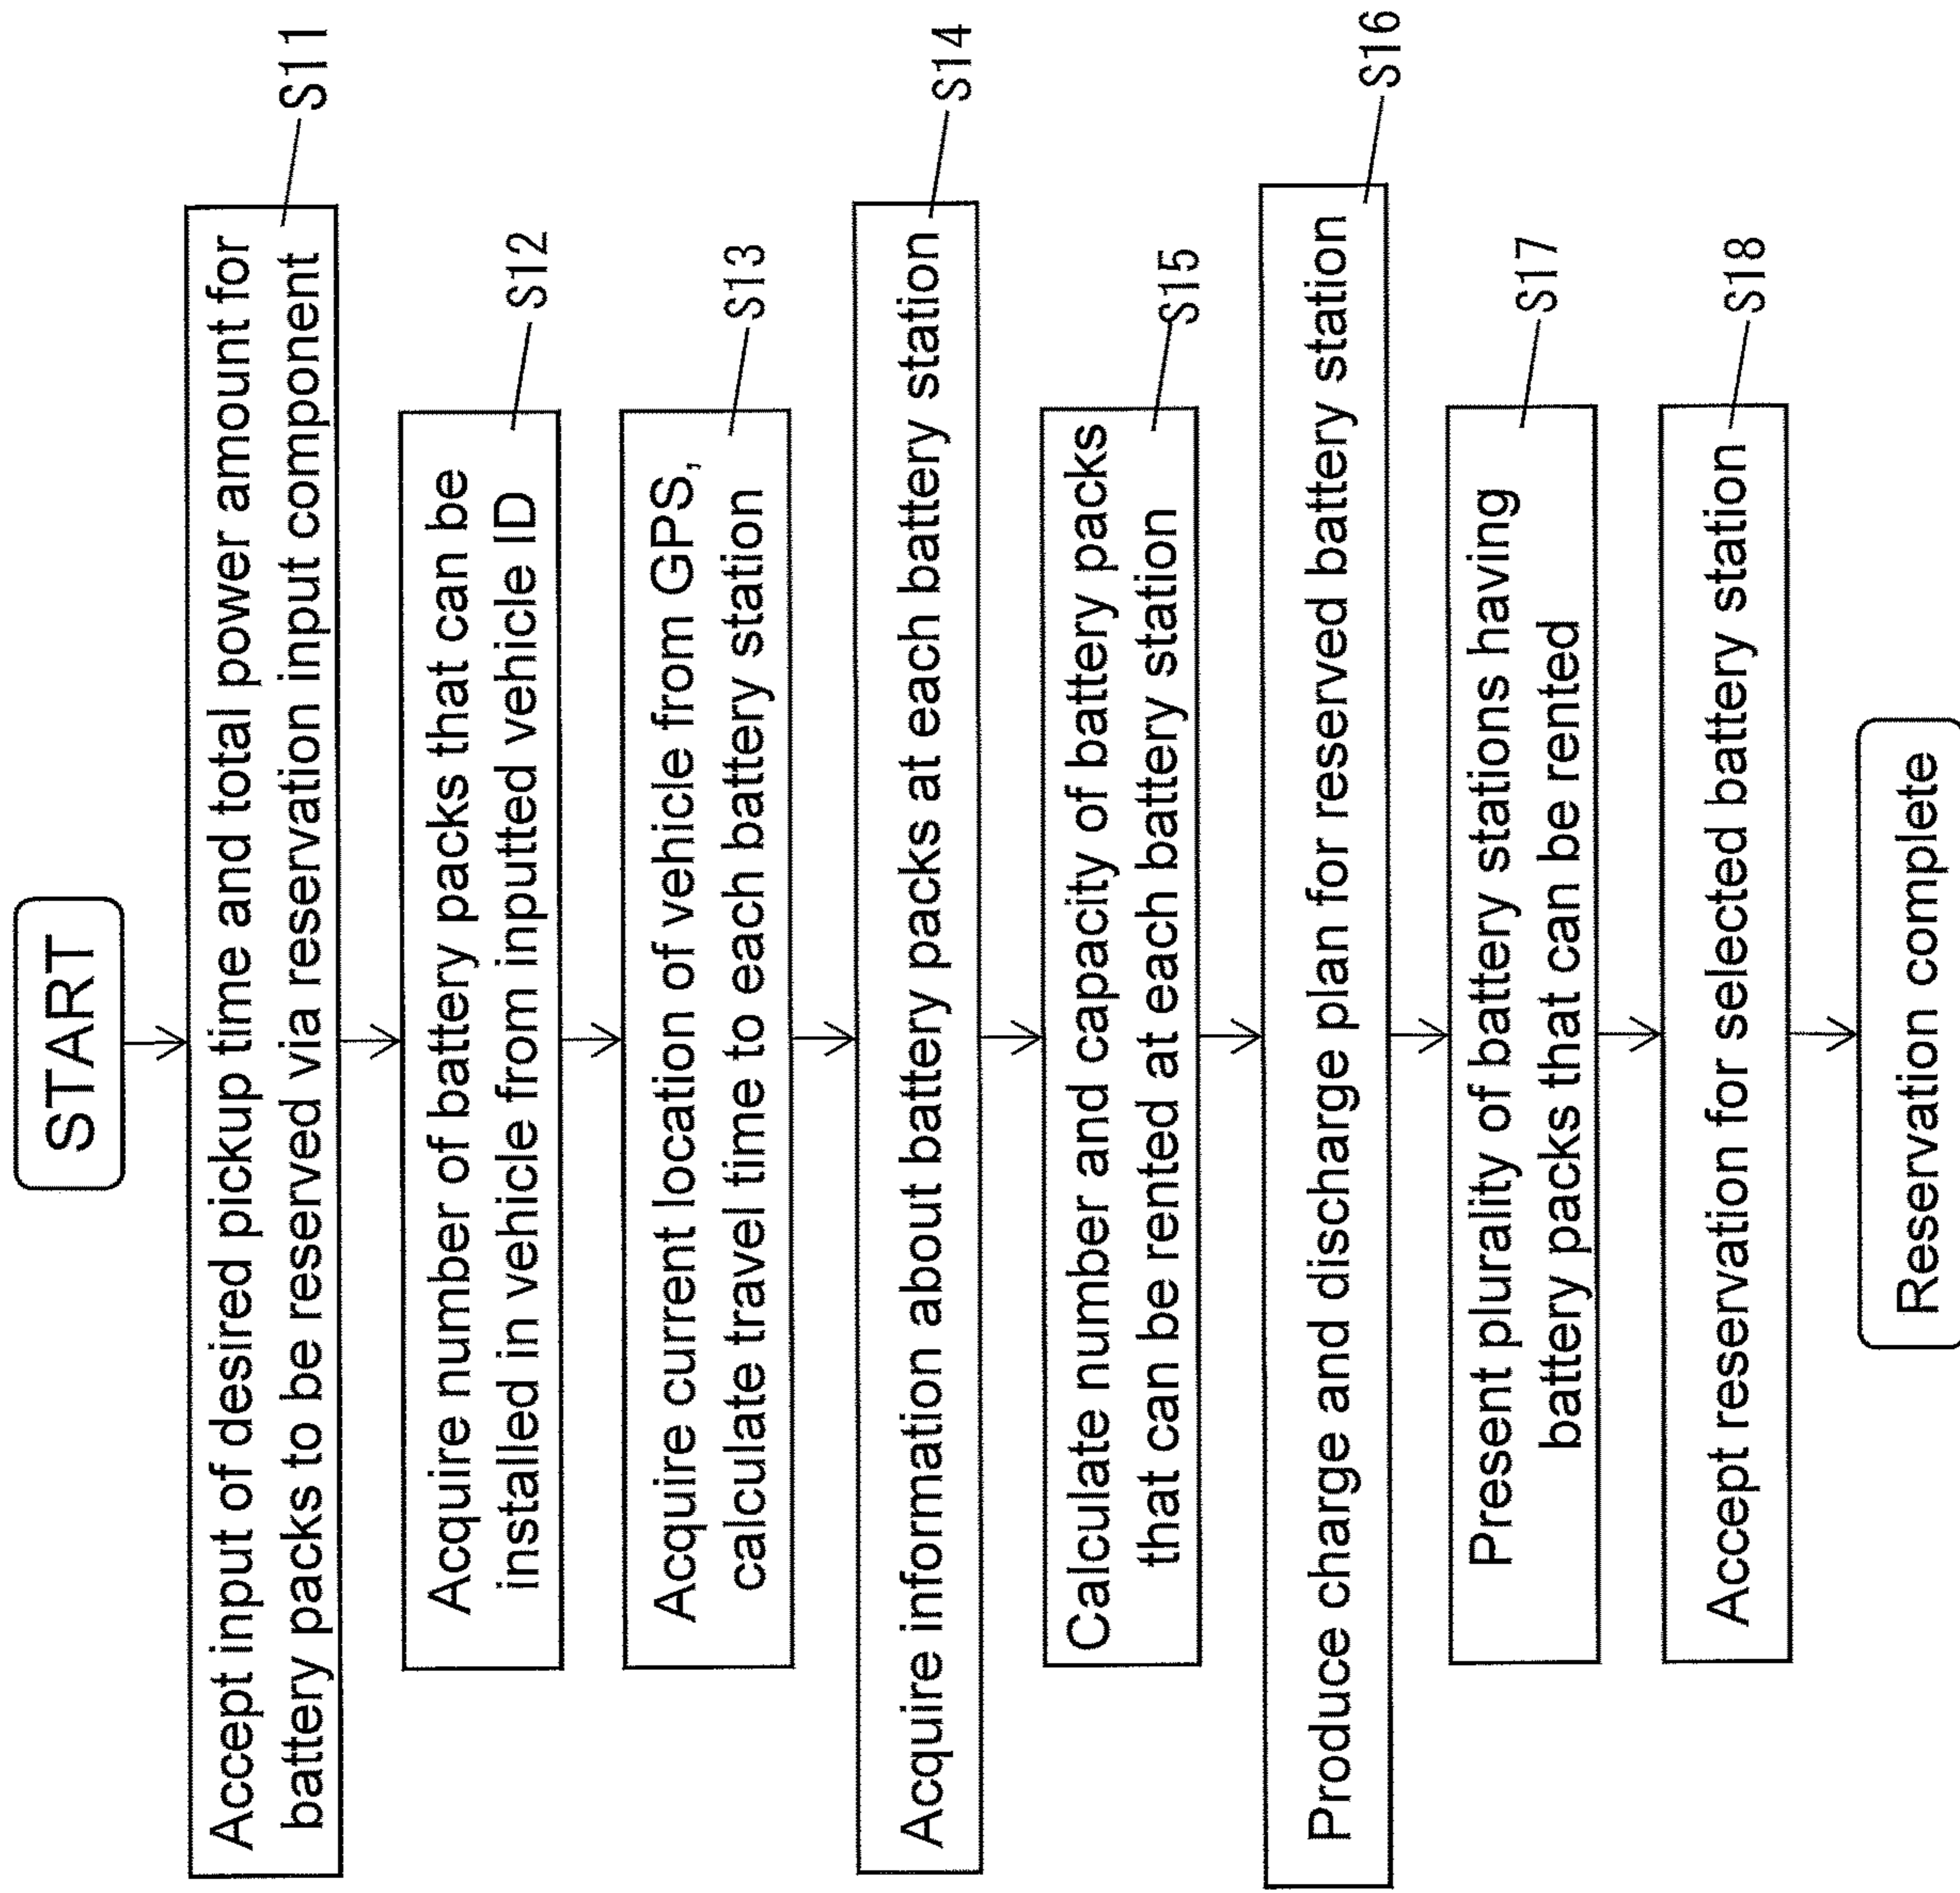 START
Accept input of desired pickup time and total power amount for
battery packs to be reserved via reservation input component
S11
Acquire number of battery packs that can be
installed in vehicle from inputted vehicle ID
S12
Acquire current location of vehicle from GPS,
calculate travel time to each battery station
S13
Acquire information about battery packs at each battery station
S14
Calculate number and capacity of battery packs
that can be rented at each battery station
S15
Produce charge and discharge plan for reserved battery station
S16
Present plurality of battery stations having
battery packs that can be rented
S17
Accept reservation for selected battery station
S18
Reservation complete